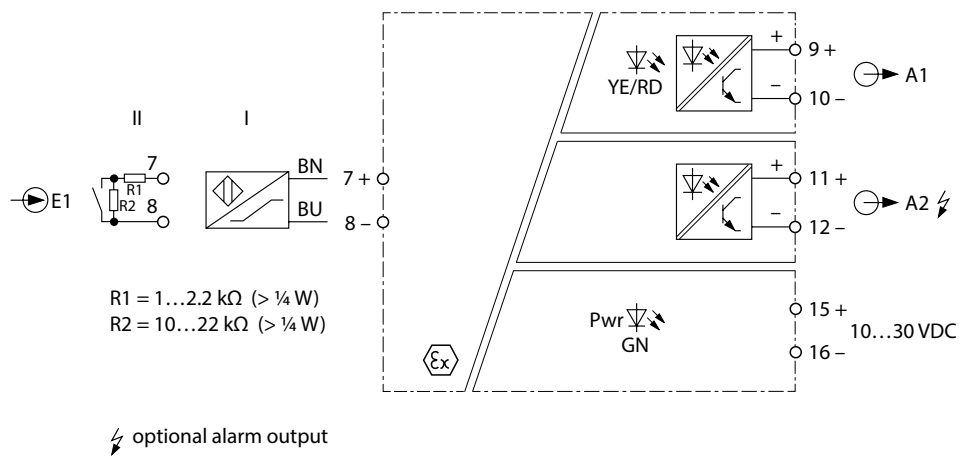 YE/RD
+
–
9 +
10 –
A1
II
I
E1
7
8
R1
R2
BN
BU
7 +
8 –
+
–
11 +
12 –
A2
R1 = 1…2.2 kΩ (> ¼ W)
R2 = 10…22 kΩ (> ¼ W)
Pwr
GN
15 +
16 –
10…30 VDC
Ex
optional alarm output